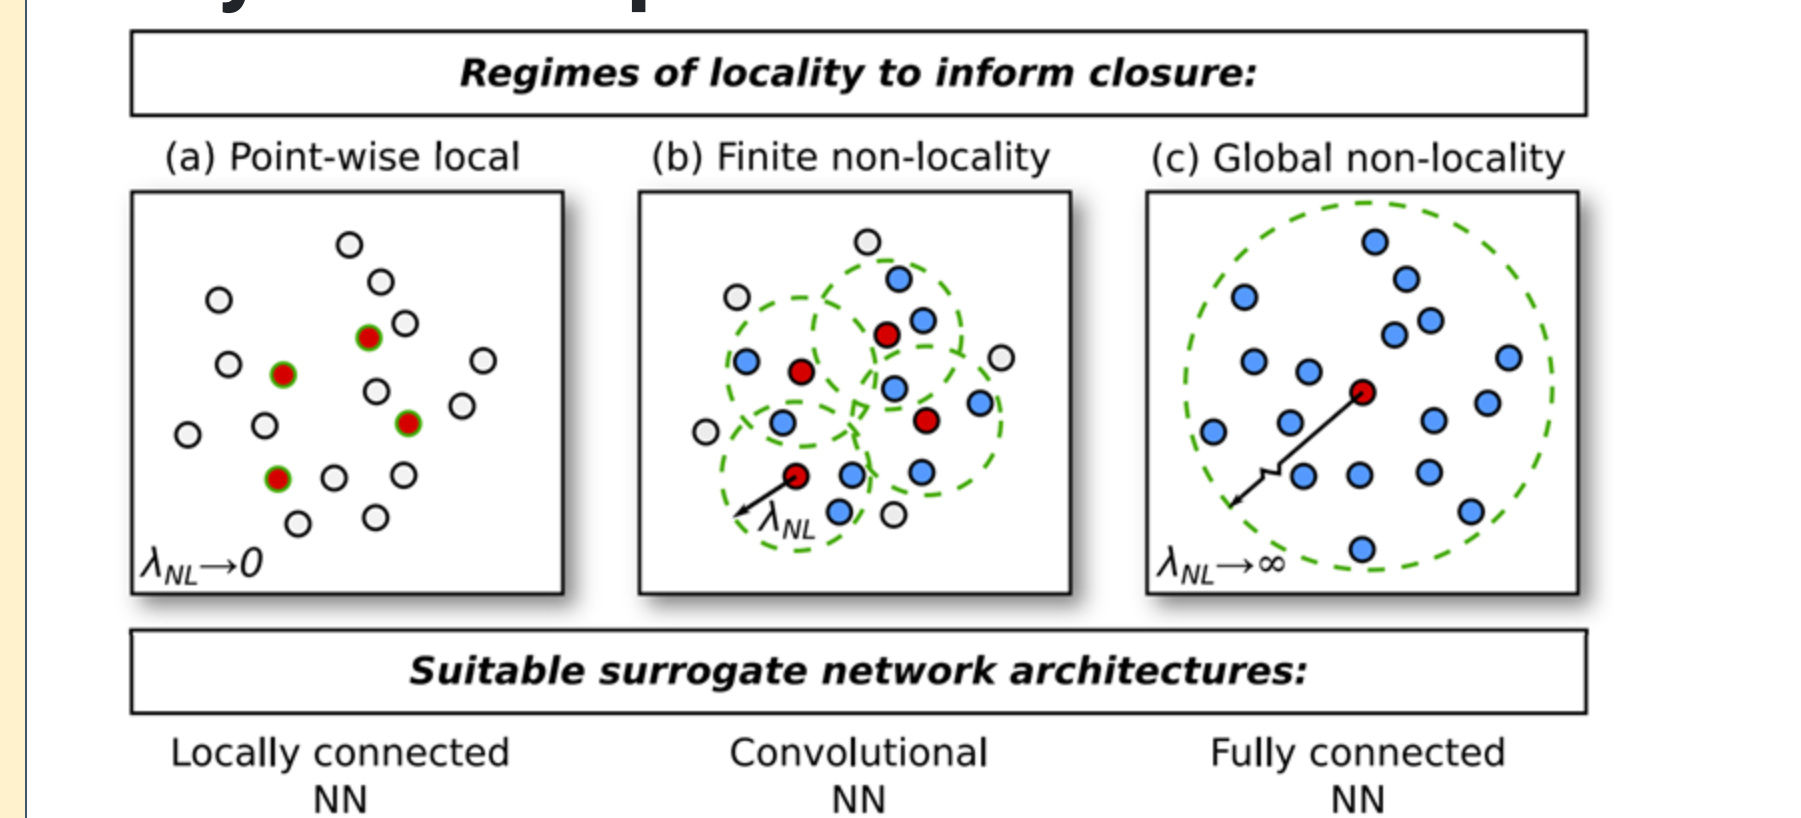 Regimes of locality to inform closure:
(a) Point-wise local
(b) Finite non-locality
(c) Global non-locality
λNL→0
λNL
λNL→∞
Suitable surrogate network architectures:
Locally connected
NN
Convolutional
NN
Fully connected
NN